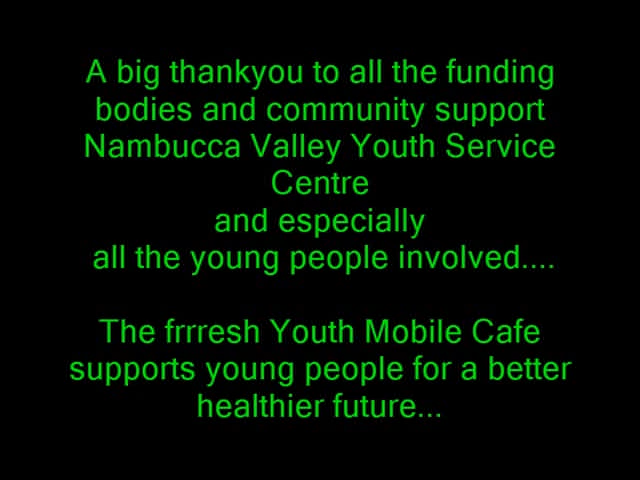 A big thankyou to all the funding
bodies and community support
Nambucca Valley Youth Service
Centre
and especially
all the young people involved....
The frrresh Youth Mobile Cafe
supports young people for a better
healthier future...